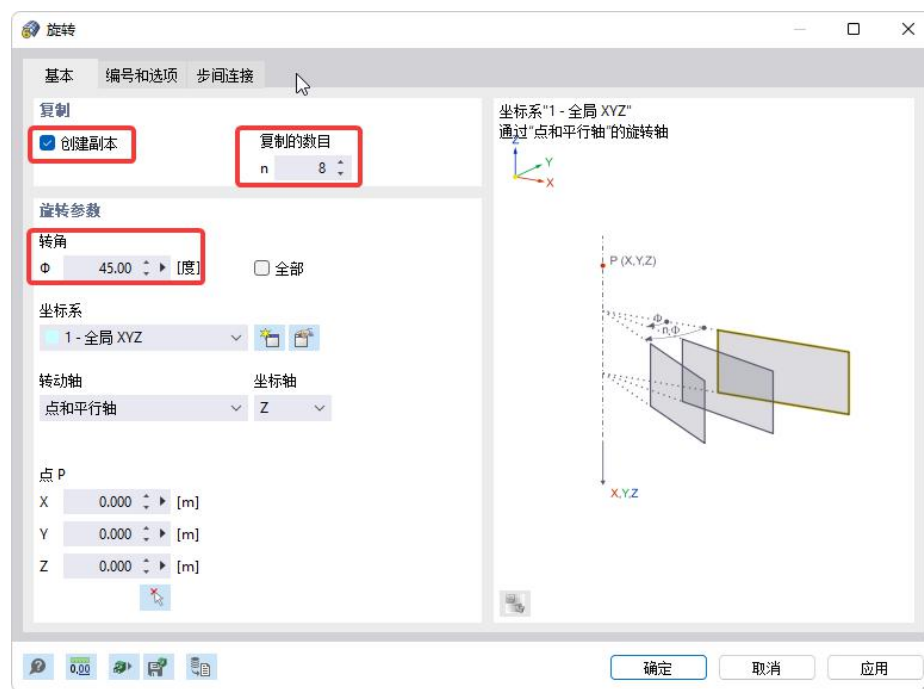 旋转
基本 编号和选项 步间连接
复制
创建副本
复制的数目
n 8
旋转参数
转角
Φ 45.00 [度]
全部
坐标系
1 - 全局 XYZ
转动轴 坐标轴
点和平行轴 Z
点 P
X 0.000 [m]
Y 0.000 [m]
Z 0.000 [m]
坐标系"1 - 全局 XYZ"
通过"点和平行轴"的旋转轴
Z
Y
X
P (X,Y,Z)
Φ
n.Φ
X,Y,Z
0,00
确定 取消 应用